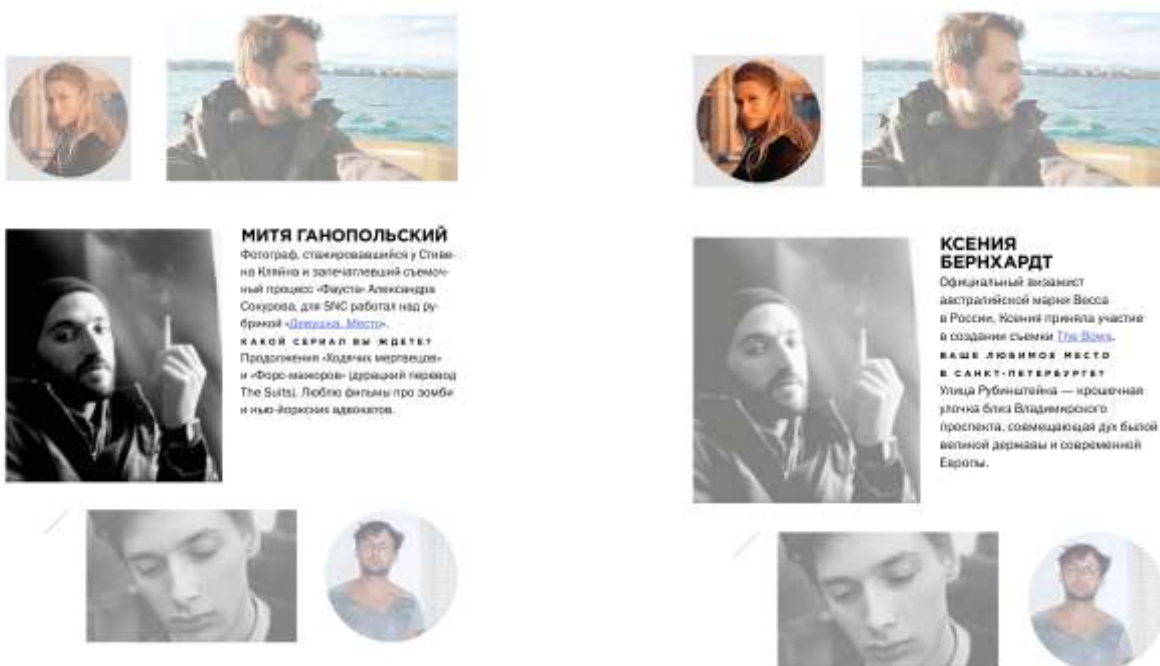 МИТЯ ГАНОПОЛЬСКИЙ
Фотограф, стажировавшийся у Стиве-
на Кляйна и запечатлевший съемоч-
ный процесс «Фауста» Александра
Сокурова, для SNC работал над ру-
брикой «Девушка. Место».
КАКОЙ СЕРИАЛ ВЫ ЖДЕТЕ?
Продолжения «Ходячих мертвецов»
и «Форс-мажоров» (дурацкий перевод
The Suits). Люблю фильмы про зомби
и нью-йоркских адвокатов.
КСЕНИЯ
БЕРНХАРДТ
Официальный визажист
австралийской марки Becca
в России, Ксения приняла участие
в создании съемки The Bows.
ВАШЕ ЛЮБИМОЕ МЕСТО
В САНКТ-ПЕТЕРБУРГЕ?
Улица Рубинштейна — крошечная
улочка близ Владимирского
проспекта, совмещающая дух былой
великой державы и современной
Европы.